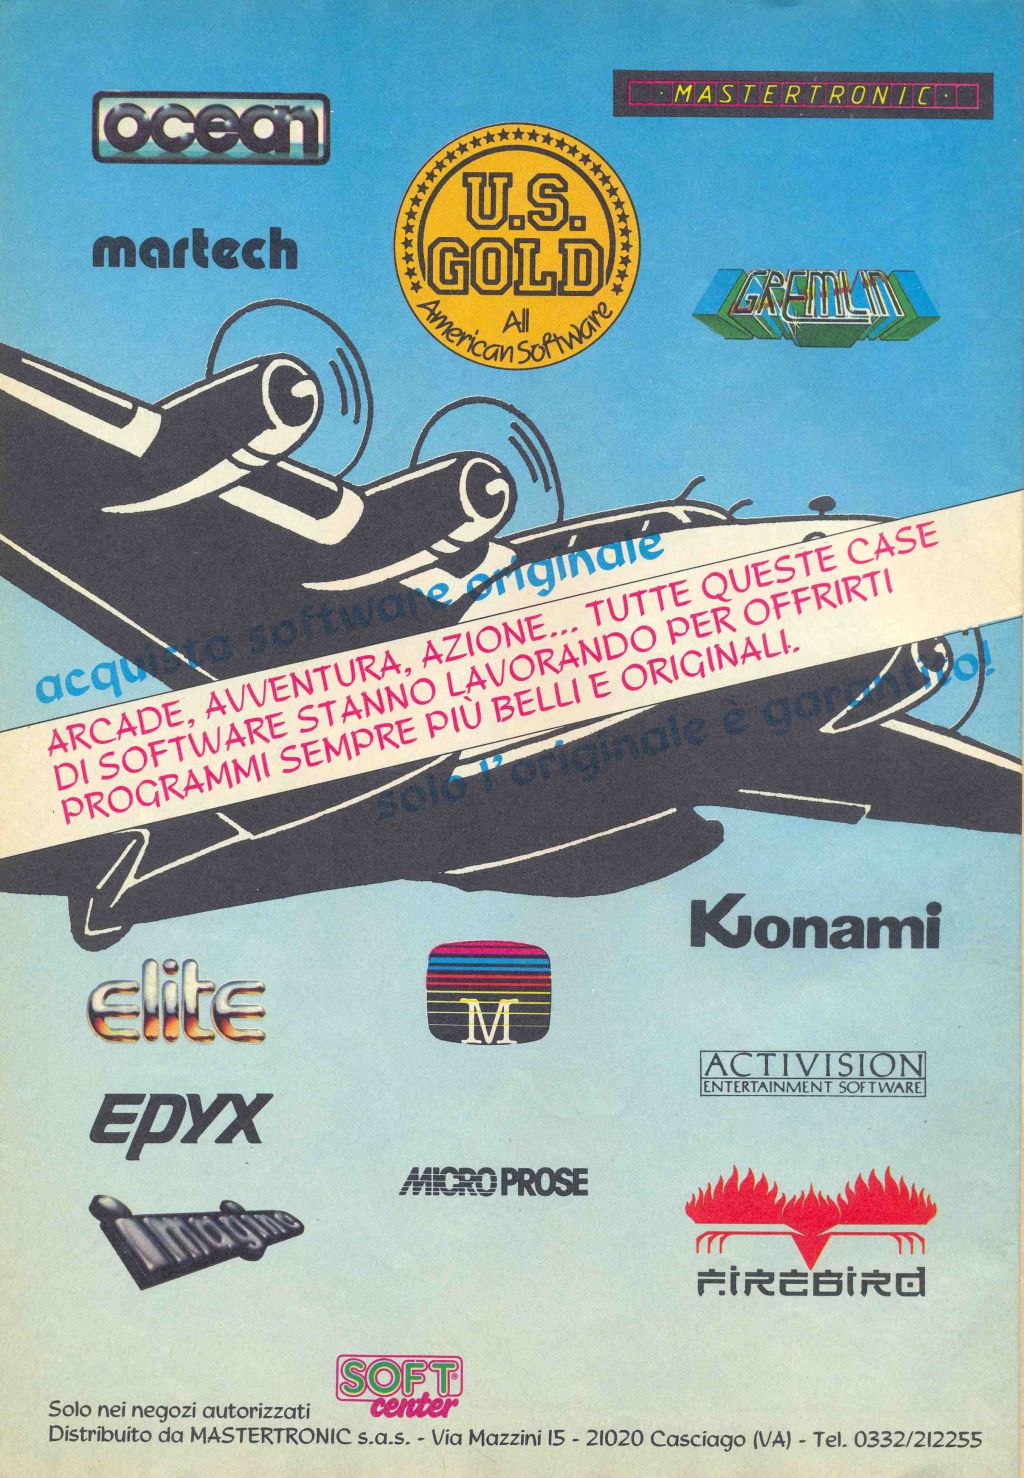 ocean
MASTERTRONIC
U.S.
GOLD
All
American Software
martech
GREMLIN
acquista software originale
ARCADE, AVVENTURA, AZIONE... TUTTE QUESTE CASE
DI SOFTWARE STANNO LAVORANDO PER OFFRIRTI
PROGRAMMI SEMPRE PIÙ BELLI E ORIGINALI.
solo l'originale è garantito!
Konami
elite
M
ACTIVISION
ENTERTAINMENT SOFTWARE
EPYX
MICROPROSE
imagine
FIREBIRD
SOFT®
center
Solo nei negozi autorizzati
Distribuito da MASTERTRONIC s.a.s. - Via Mazzini 15 - 21020 Casciago (VA) - Tel. 0332/212255